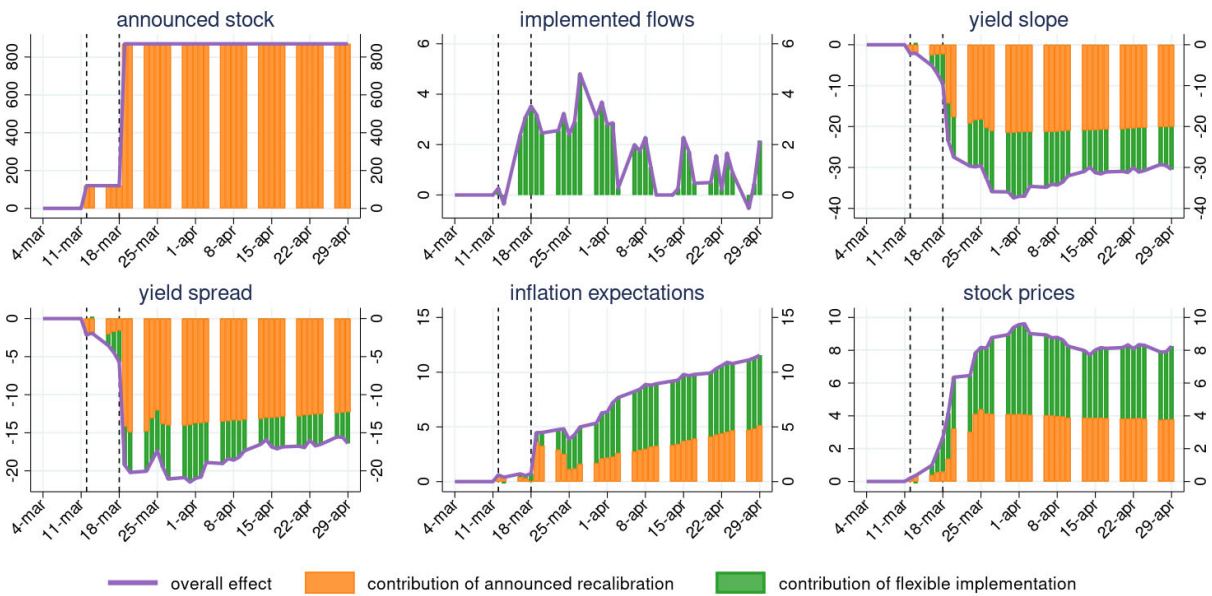 announced stock
implemented flows
yield slope
0 200 400 600 800
0 200 400 600 800
4-mar 11-mar 18-mar 25-mar 1-apr 8-apr 15-apr 22-apr 29-apr
0 2 4 6
0 2 4 6
4-mar 11-mar 18-mar 25-mar 1-apr 8-apr 15-apr 22-apr 29-apr
-40 -30 -20 -10 0
-40 -30 -20 -10 0
4-mar 11-mar 18-mar 25-mar 1-apr 8-apr 15-apr 22-apr 29-apr
yield spread
inflation expectations
stock prices
-20 -15 -10 -5 0
-20 -15 -10 -5 0
4-mar 11-mar 18-mar 25-mar 1-apr 8-apr 15-apr 22-apr 29-apr
0 5 10 15
0 5 10 15
4-mar 11-mar 18-mar 25-mar 1-apr 8-apr 15-apr 22-apr 29-apr
0 2 4 6 8 10
0 2 4 6 8 10
4-mar 11-mar 18-mar 25-mar 1-apr 8-apr 15-apr 22-apr 29-apr
overall effect contribution of announced recalibration contribution of flexible implementation